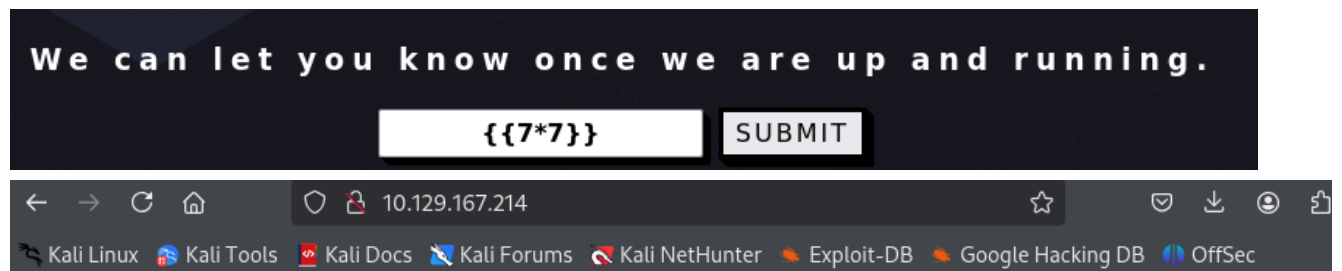 We can let you know once we are up and running.
{{7*7}} SUBMIT
10.129.167.214
Kali Linux Kali Tools Kali Docs Kali Forums Kali NetHunter Exploit-DB Google Hacking DB OffSec